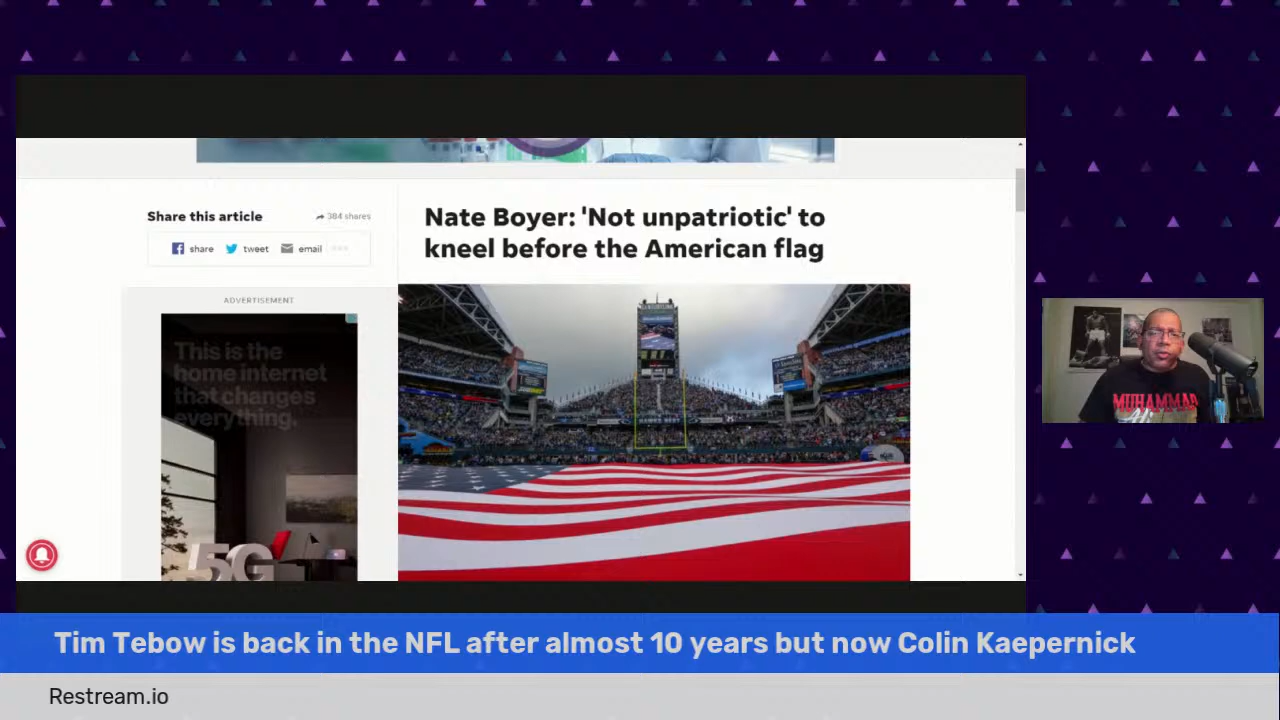 Share this article
384 shares
share tweet email
ADVERTISEMENT
This is the
home internet
that changes
everything.
5G
Nate Boyer: 'Not unpatriotic' to
kneel before the American flag
MUHAMMAD
Tim Tebow is back in the NFL after almost 10 years but now Colin Kaepernick
Restream.io